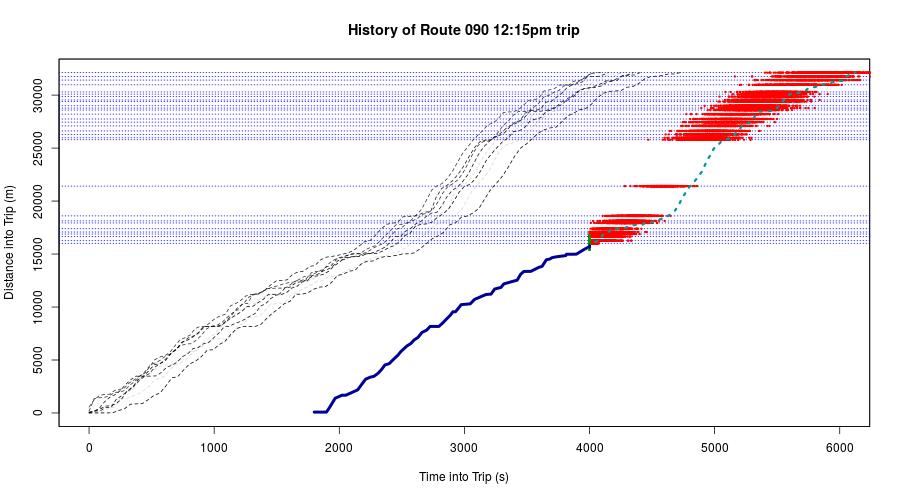 History of Route 090 12:15pm trip
Distance into Trip (m)
30000
25000
20000
15000
10000
5000
0
0 1000 2000 3000 4000 5000 6000
Time into Trip (s)